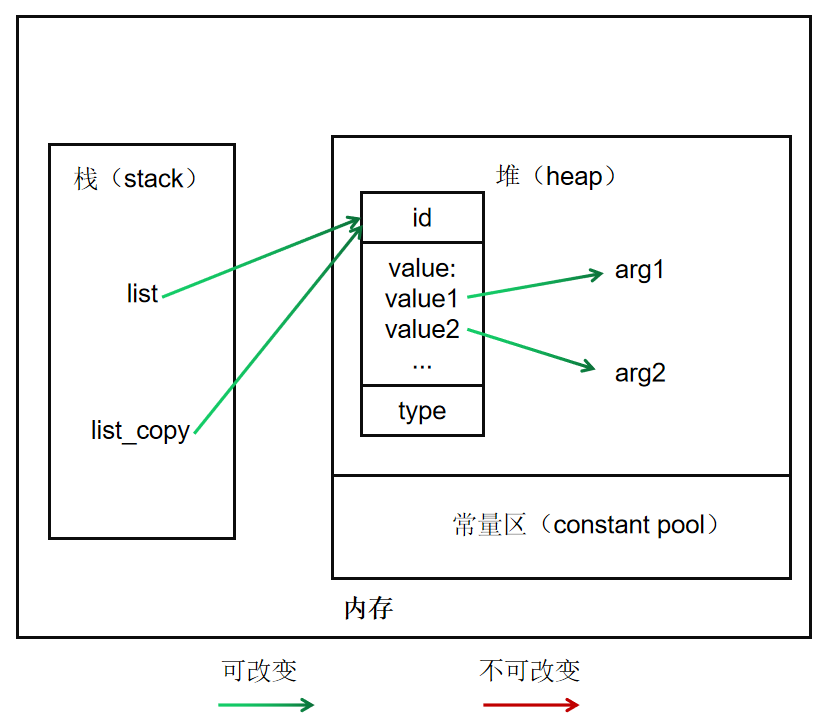 栈（stack）
堆（heap）
id
value:
value1
value2
...
type
list
list_copy
arg1
arg2
常量区（constant pool）
内存
可改变
不可改变